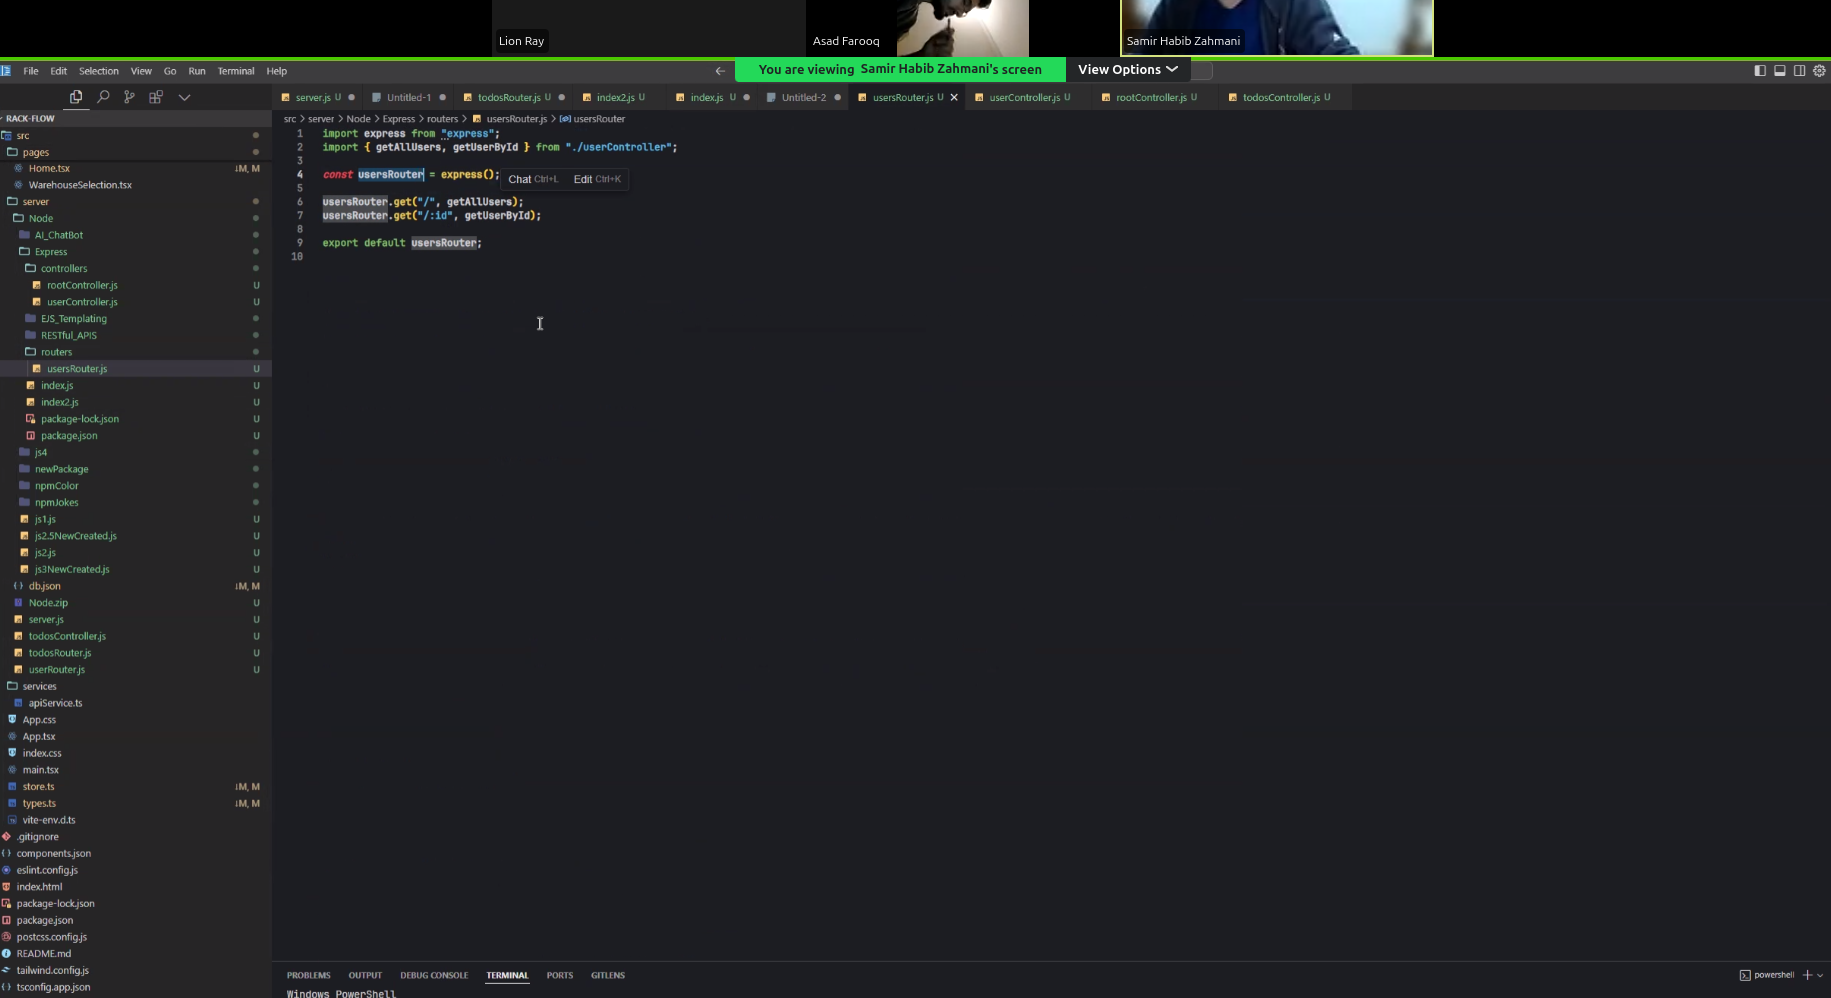 Lion Ray
Asad Farooq
Samir Habib Zahmani
You are viewing Samir Habib Zahmani's screen
View Options
File Edit Selection View Go Run Terminal Help
server.js U
Untitled-1
todosRouter.js U
index2.js U
index.js U
Untitled-2
usersRouter.js U
userController.js U
rootController.js U
todosController.js U
RACK-FLOW
src
pages
Home.tsx ↓M, M
WarehouseSelection.tsx
server
Node
AI_ChatBot
Express
controllers
rootController.js U
userController.js U
EJS_Templating
RESTful_APIS
routers
usersRouter.js U
index.js U
index2.js U
package-lock.json U
package.json U
js4
newPackage
npmColor
npmJokes
js1.js U
js2.5NewCreated.js U
js2.js U
js3NewCreated.js U
db.json ↓M, M
Node.zip U
server.js U
todosController.js U
todosRouter.js U
userRouter.js U
services
apiService.ts
App.css
App.tsx
index.css
main.tsx
store.ts ↓M, M
types.ts ↓M, M
vite-env.d.ts
.gitignore
components.json
eslint.config.js
index.html
package-lock.json
package.json
postcss.config.js
README.md
tailwind.config.js
tsconfig.app.json
src > server > Node > Express > routers > usersRouter.js > usersRouter
1 import express from "express";
2 import { getAllUsers, getUserById } from "./userController";
3
4 const usersRouter = express();
Chat Ctrl+L Edit Ctrl+K
5
6 usersRouter.get("/", getAllUsers);
7 usersRouter.get("/:id", getUserById);
8
9 export default usersRouter;
10
PROBLEMS OUTPUT DEBUG CONSOLE TERMINAL PORTS GITLENS
powershell
Windows PowerShell